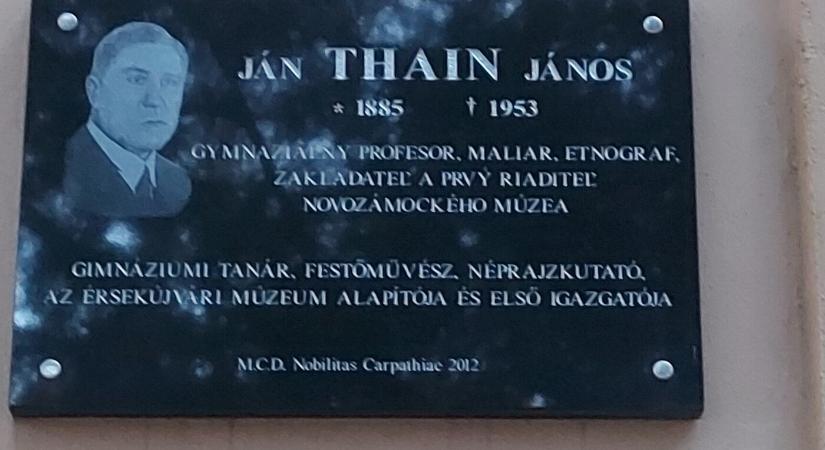 JÁN THAIN JÁNOS
* 1885 † 1953
GYMNAZIÁLNY PROFESOR, MALIAR, ETNOGRAF,
ZAKLADATEĽ A PRVÝ RIADITEĽ
NOVOZÁMOCKÉHO MÚZEA
GIMNÁZIUMI TANÁR, FESTŐMŰVÉSZ, NÉPRAJZKUTATÓ,
AZ ÉRSEKÚJVÁRI MÚZEUM ALAPÍTÓJA ÉS ELSŐ IGAZGATÓJA
M.C.D. Nobilitas Carpathiae 2012